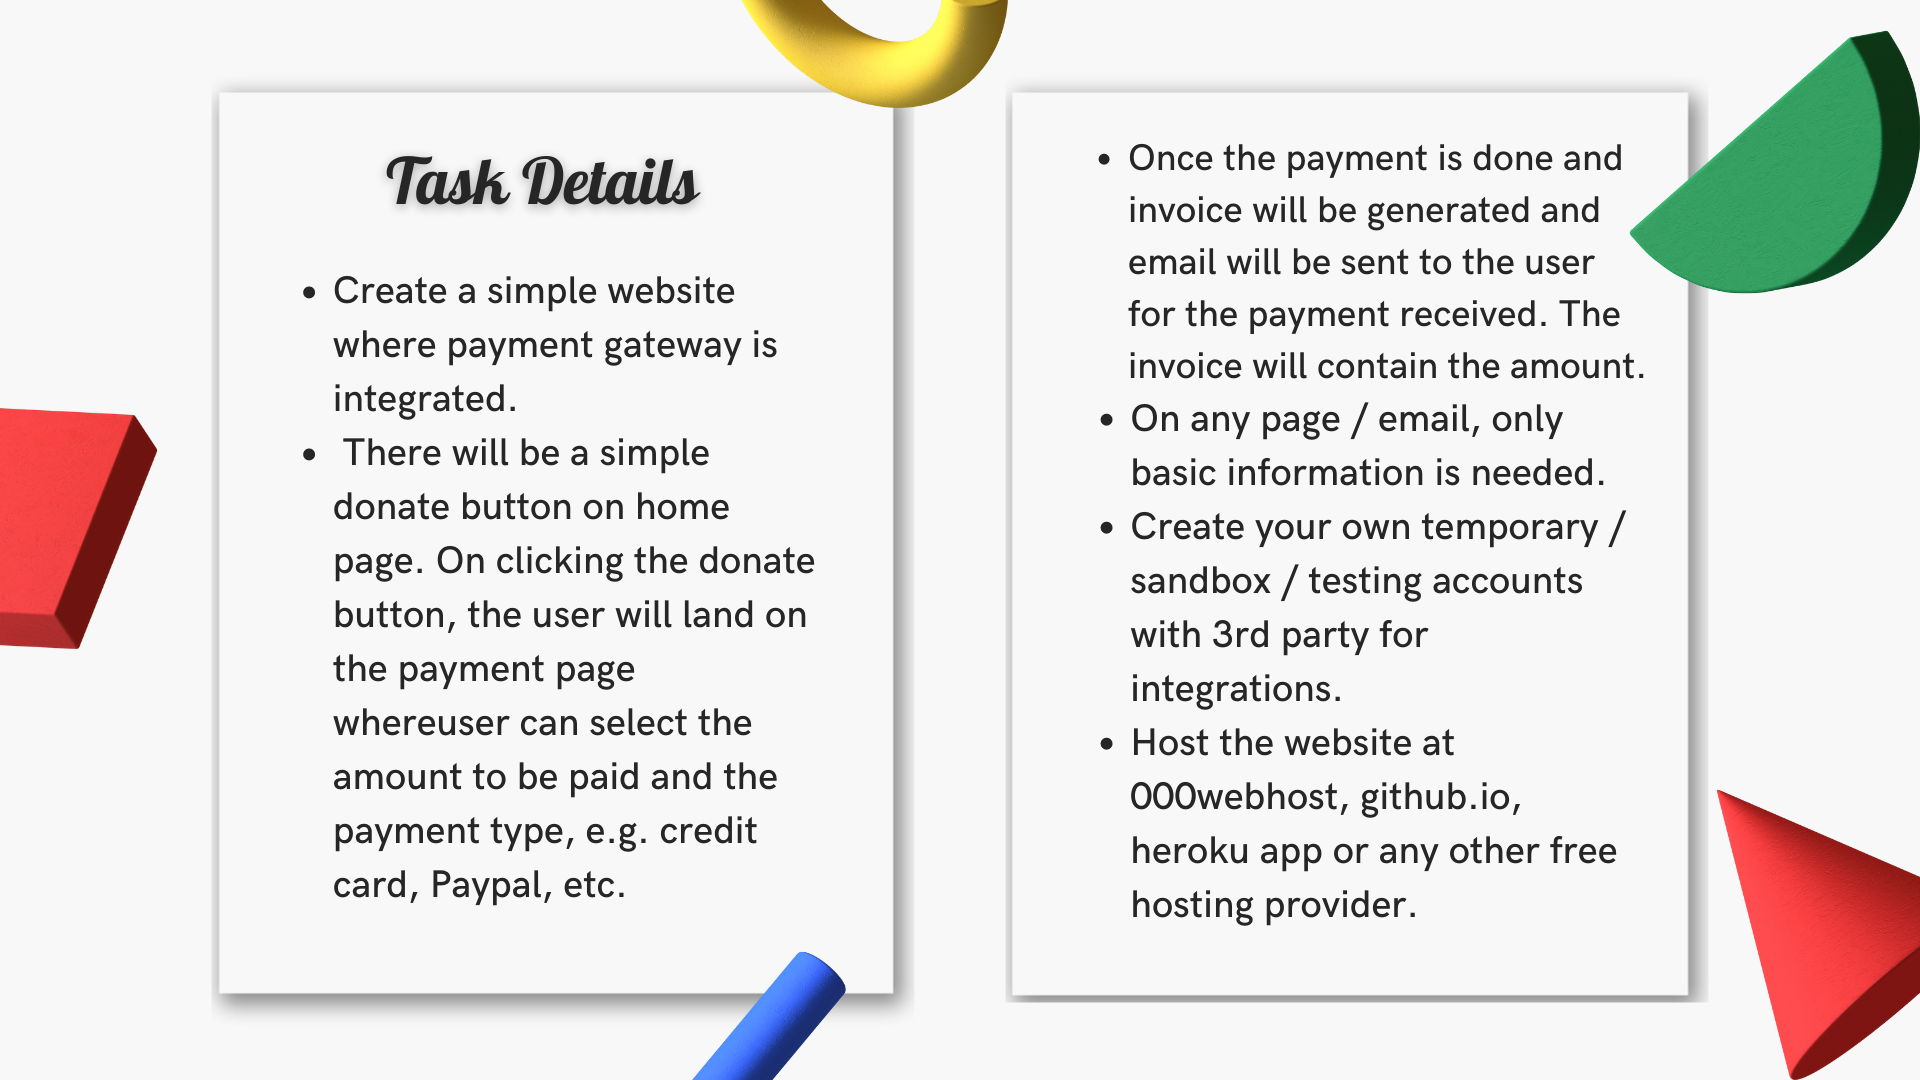 Task Details
• Create a simple website
where payment gateway is
integrated.
• There will be a simple
donate button on home
page. On clicking the donate
button, the user will land on
the payment page
whereuser can select the
amount to be paid and the
payment type, e.g. credit
card, Paypal, etc.
• Once the payment is done and
invoice will be generated and
email will be sent to the user
for the payment received. The
invoice will contain the amount.
• On any page / email, only
basic information is needed.
• Create your own temporary /
sandbox / testing accounts
with 3rd party for
integrations.
• Host the website at
000webhost, github.io,
heroku app or any other free
hosting provider.